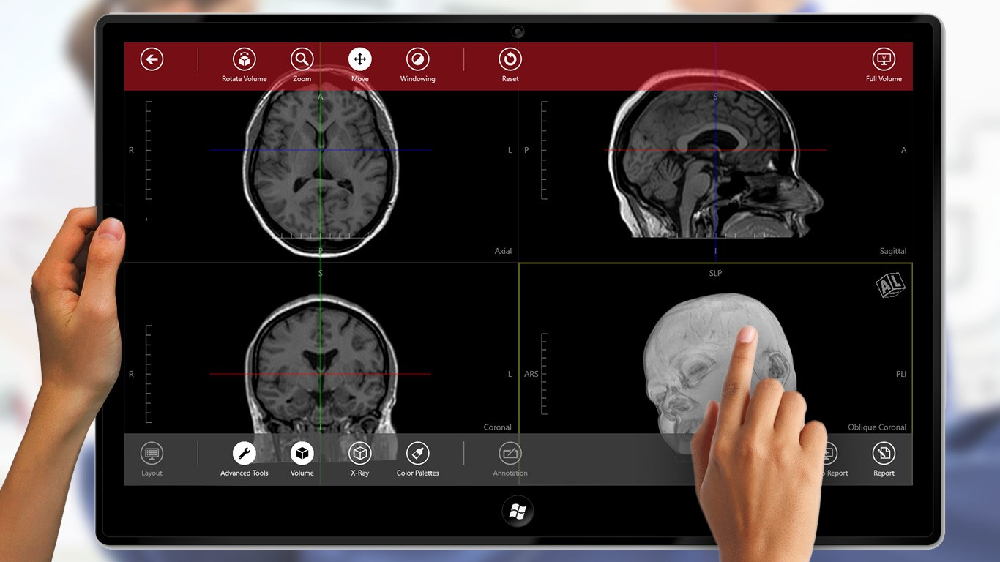 Rotate Volume
Zoom
Move
Windowing
Reset
Full Volume
A
S
R
L
P
A
P
I
Axial
Sagittal
S
SLP
AL
R
L
ARS
PLI
I
Coronal
Oblique Coronal
Layout
Advanced Tools
Volume
X-Ray
Color Palettes
Annotation
Report
Report